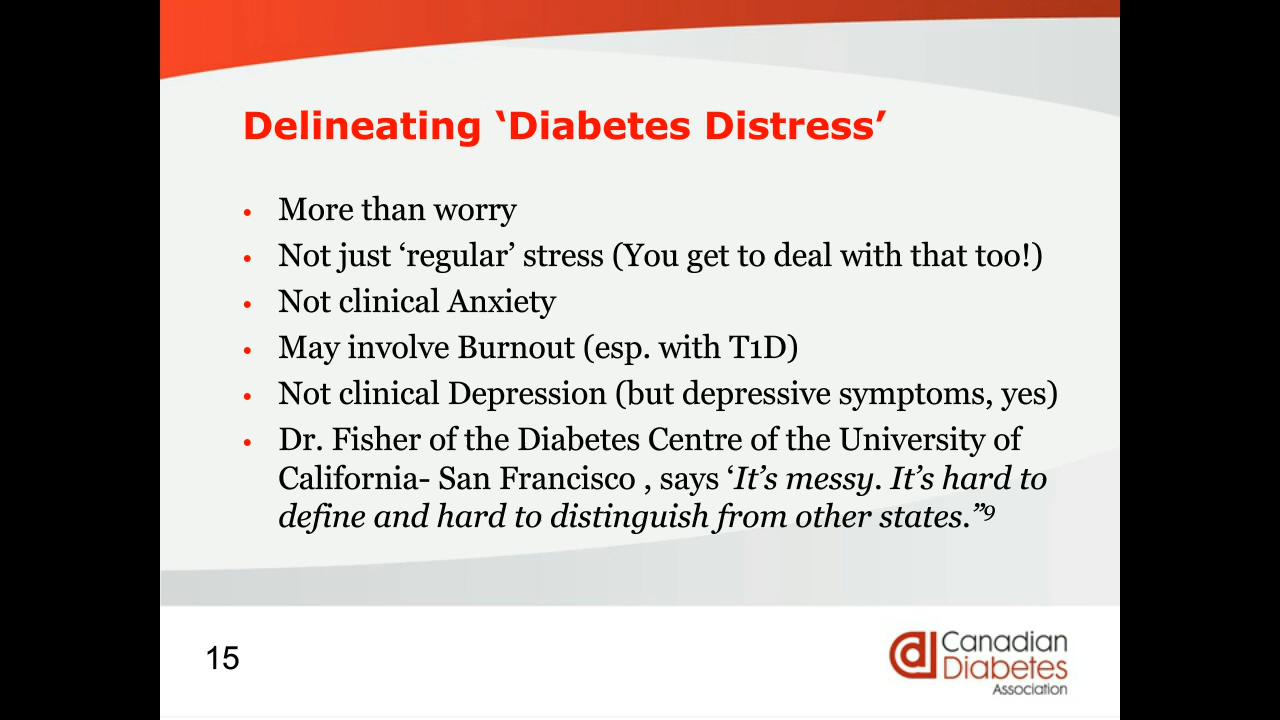 Delineating ‘Diabetes Distress’
• More than worry
• Not just ‘regular’ stress (You get to deal with that too!)
• Not clinical Anxiety
• May involve Burnout (esp. with T1D)
• Not clinical Depression (but depressive symptoms, yes)
• Dr. Fisher of the Diabetes Centre of the University of
California- San Francisco , says ‘It’s messy. It’s hard to
define and hard to distinguish from other states.”9
15
Canadian
Diabetes
Association